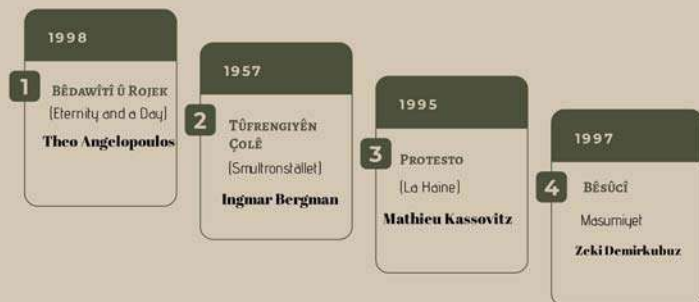 1998
1
BÊDAWÎTÎ Û ROJEK
(Eternity and a Day)
Theo Angelopoulos
1957
2
TÛFRENGIYÊN
ÇOLÊ
(Smultronstället)
Ingmar Bergman
1995
3
PROTESTO
(La Haine)
Mathieu Kassovitz
1997
4
BÊSÛCÎ
Masumiyet
Zeki Demirkubuz